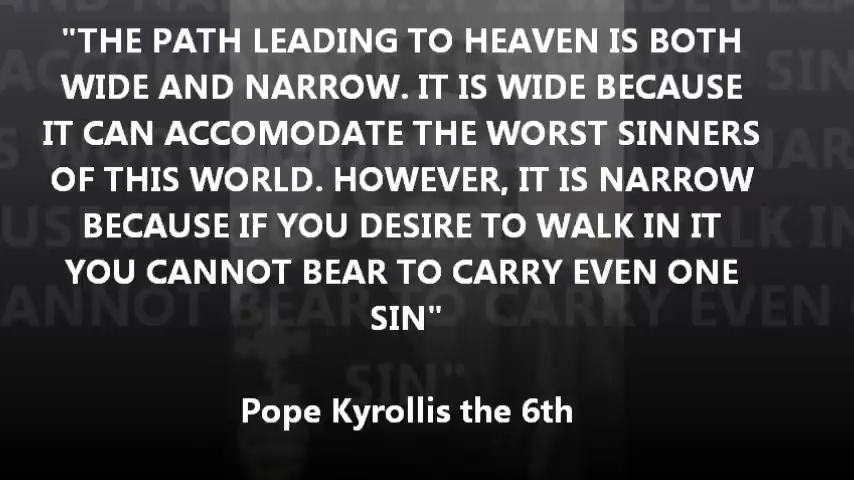 "THE PATH LEADING TO HEAVEN IS BOTH
WIDE AND NARROW. IT IS WIDE BECAUSE
IT CAN ACCOMODATE THE WORST SINNERS
OF THIS WORLD. HOWEVER, IT IS NARROW
BECAUSE IF YOU DESIRE TO WALK IN IT
YOU CANNOT BEAR TO CARRY EVEN ONE
SIN"
Pope Kyrollis the 6th